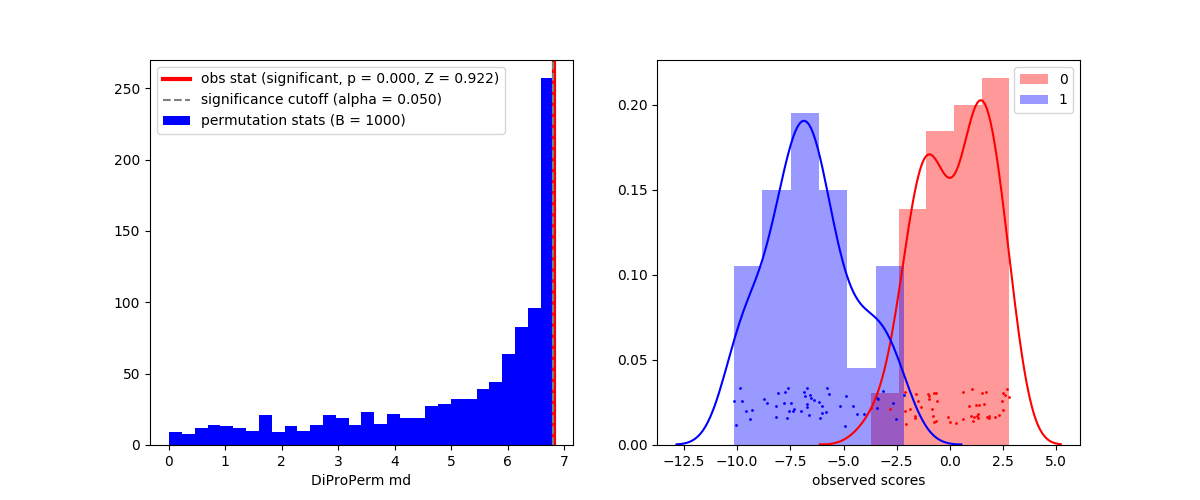 obs stat (significant, p = 0.000, Z = 0.922)
significance cutoff (alpha = 0.050)
permutation stats (B = 1000)
250
200
150
100
50
0
0 1 2 3 4 5 6 7
DiProPerm md
0
1
0.20
0.15
0.10
0.05
0.00
−12.5 −10.0 −7.5 −5.0 −2.5 0.0 2.5 5.0
observed scores